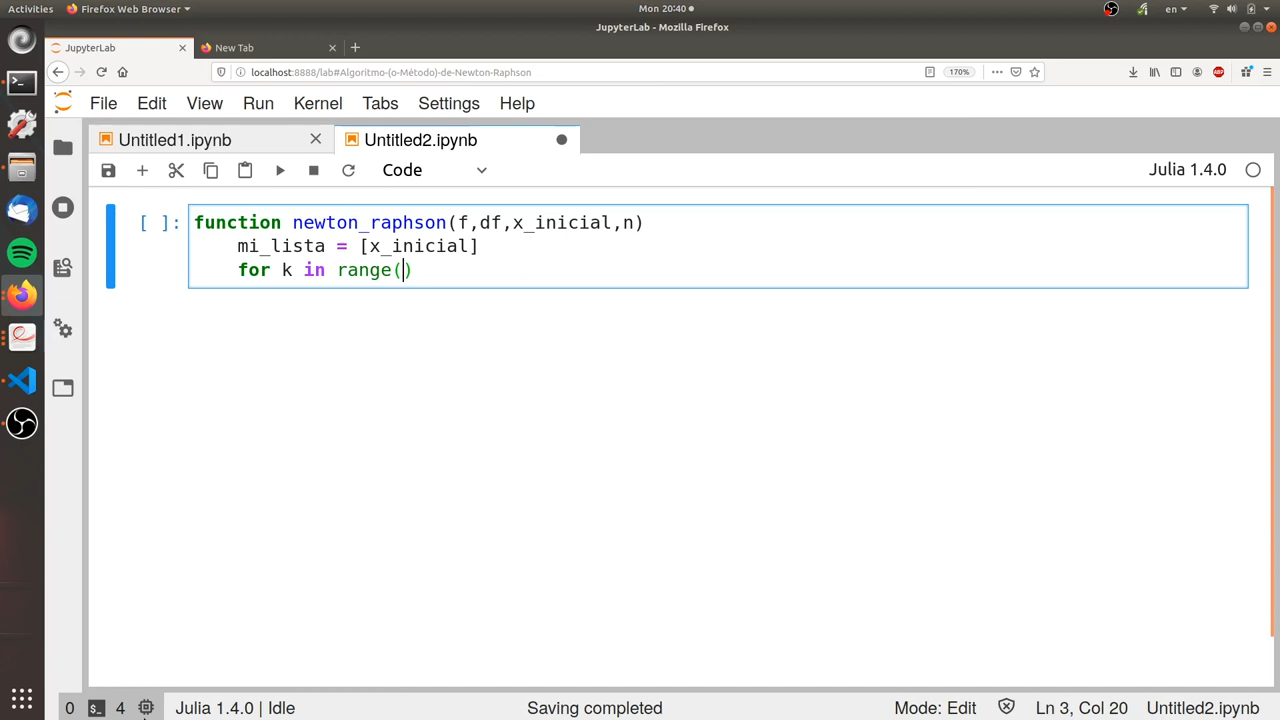 Activities Firefox Web Browser Mon 20:40 en
JupyterLab - Mozilla Firefox
JupyterLab New Tab
localhost:8888/lab#Algoritmo-(o-Método)-de-Newton-Raphson 170% ABP
File Edit View Run Kernel Tabs Settings Help
Untitled1.ipynb Untitled2.ipynb
Code Julia 1.4.0
[ ]: function newton_raphson(f,df,x_inicial,n)
mi_lista = [x_inicial]
for k in range()
0 4 Julia 1.4.0 | Idle Saving completed Mode: Edit Ln 3, Col 20 Untitled2.ipynb